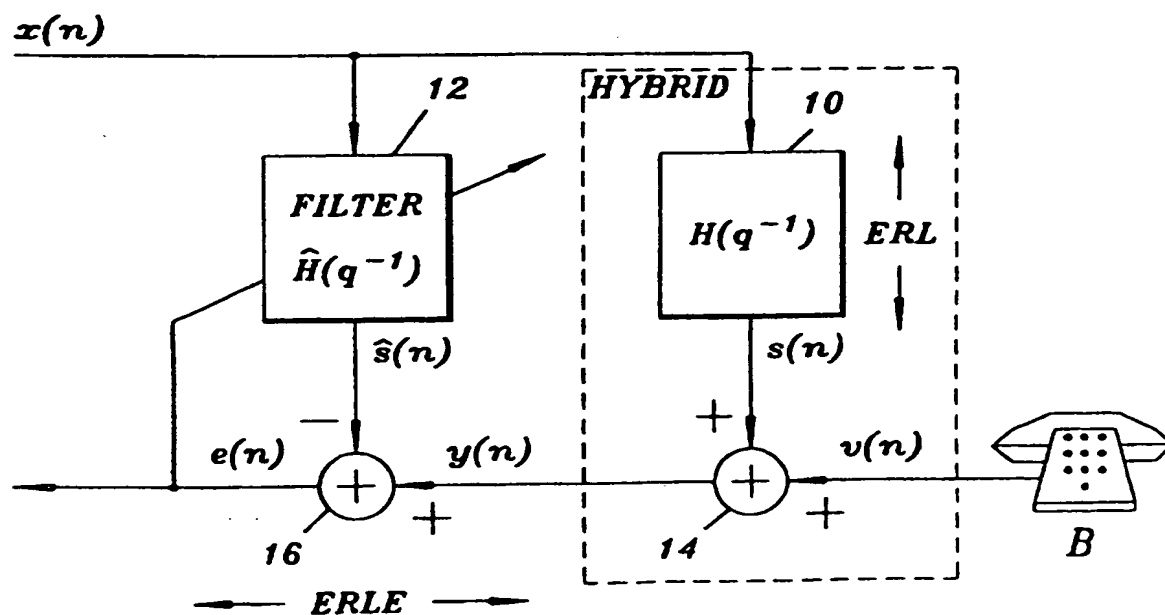 x(n)
12
HYBRID
10
FILTER
Ĥ(q⁻¹)
H(q⁻¹)
ERL
ŝ(n)
s(n)
−
+
e(n)
y(n)
v(n)
+
+
+
+
16
14
B
ERLE